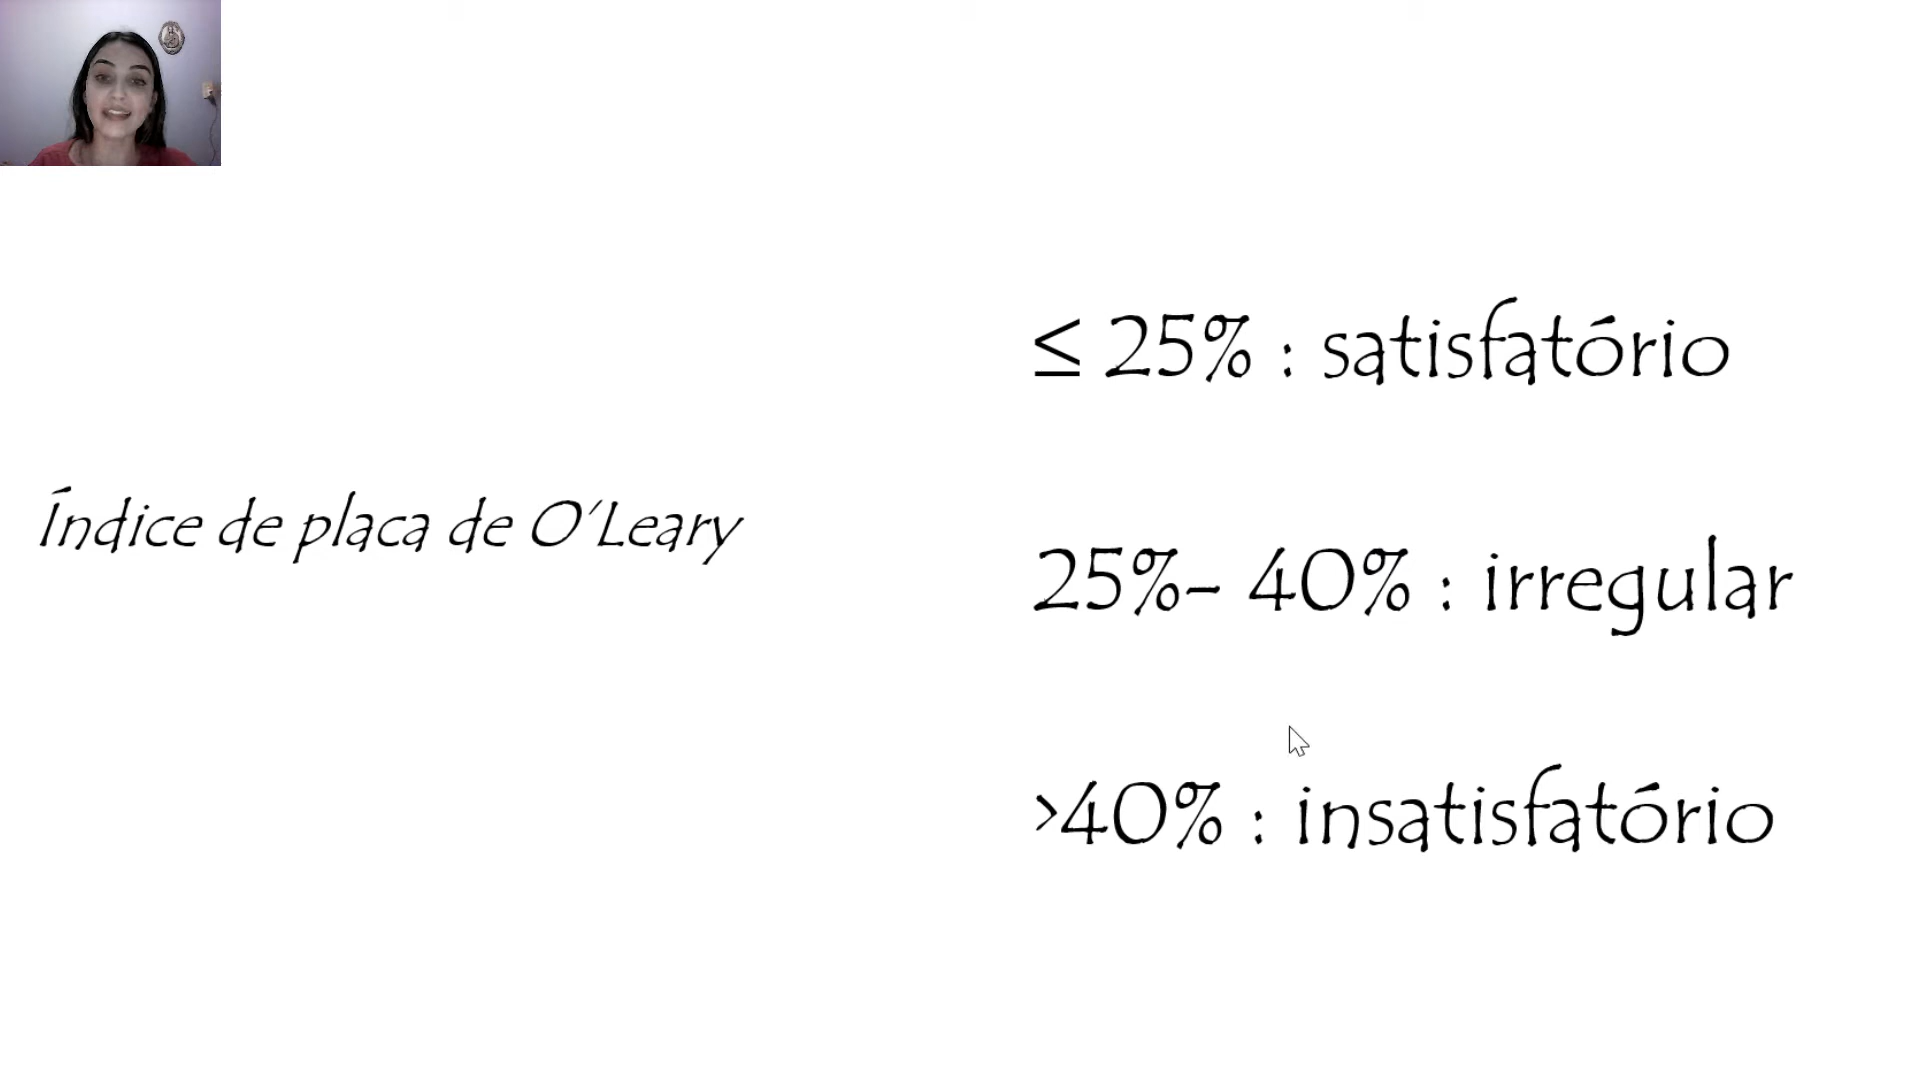 Índice de placa de O'Leary
≤ 25% : satisfatório
25%- 40% : irregular
>40% : insatisfatório